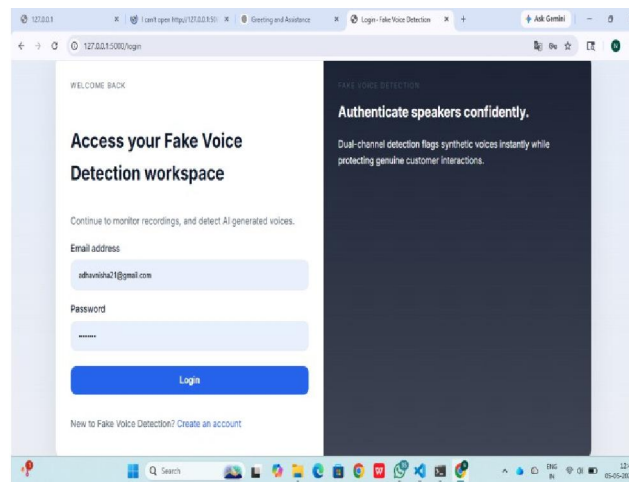 127.0.0.1
I can't open http://127.0.0.1:50
Greeting and Assistance
Login - Fake Voice Detection
Ask Gemini
127.0.0.1:5000/login
N
WELCOME BACK
Access your Fake Voice
Detection workspace
Continue to monitor recordings, and detect AI generated voices.
Email address
adhavnisha21@gmail.com
Password
Login
New to Fake Voice Detection? Create an account
FAKE VOICE DETECTION
Authenticate speakers confidently.
Dual-channel detection flags synthetic voices instantly while
protecting genuine customer interactions.
Search
ENG
IN
05-05-20